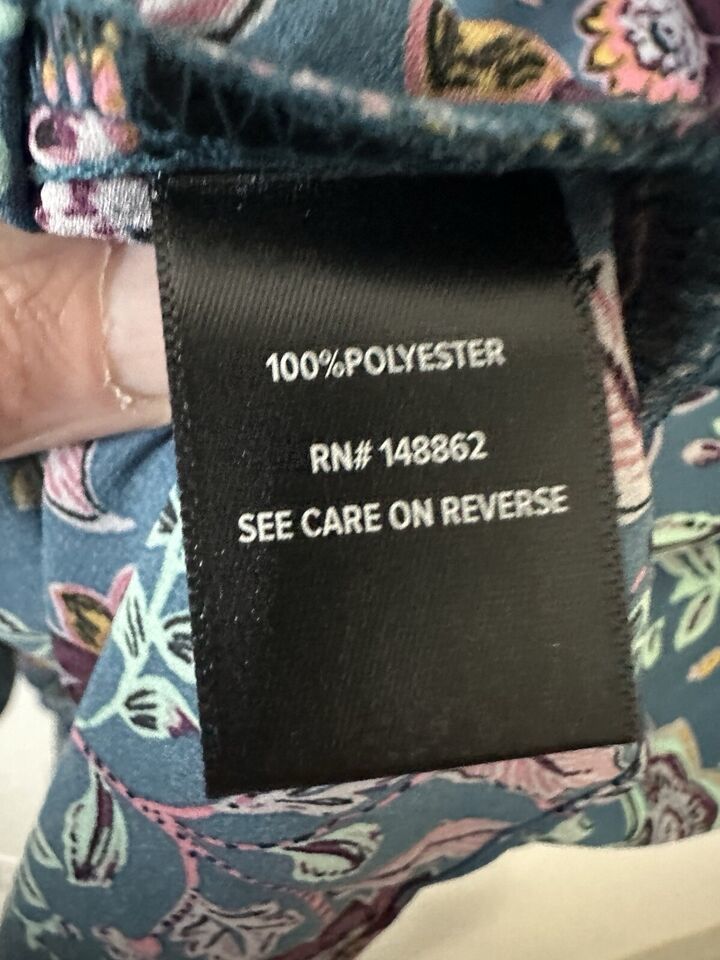 100%POLYESTER
RN# 148862
SEE CARE ON REVERSE